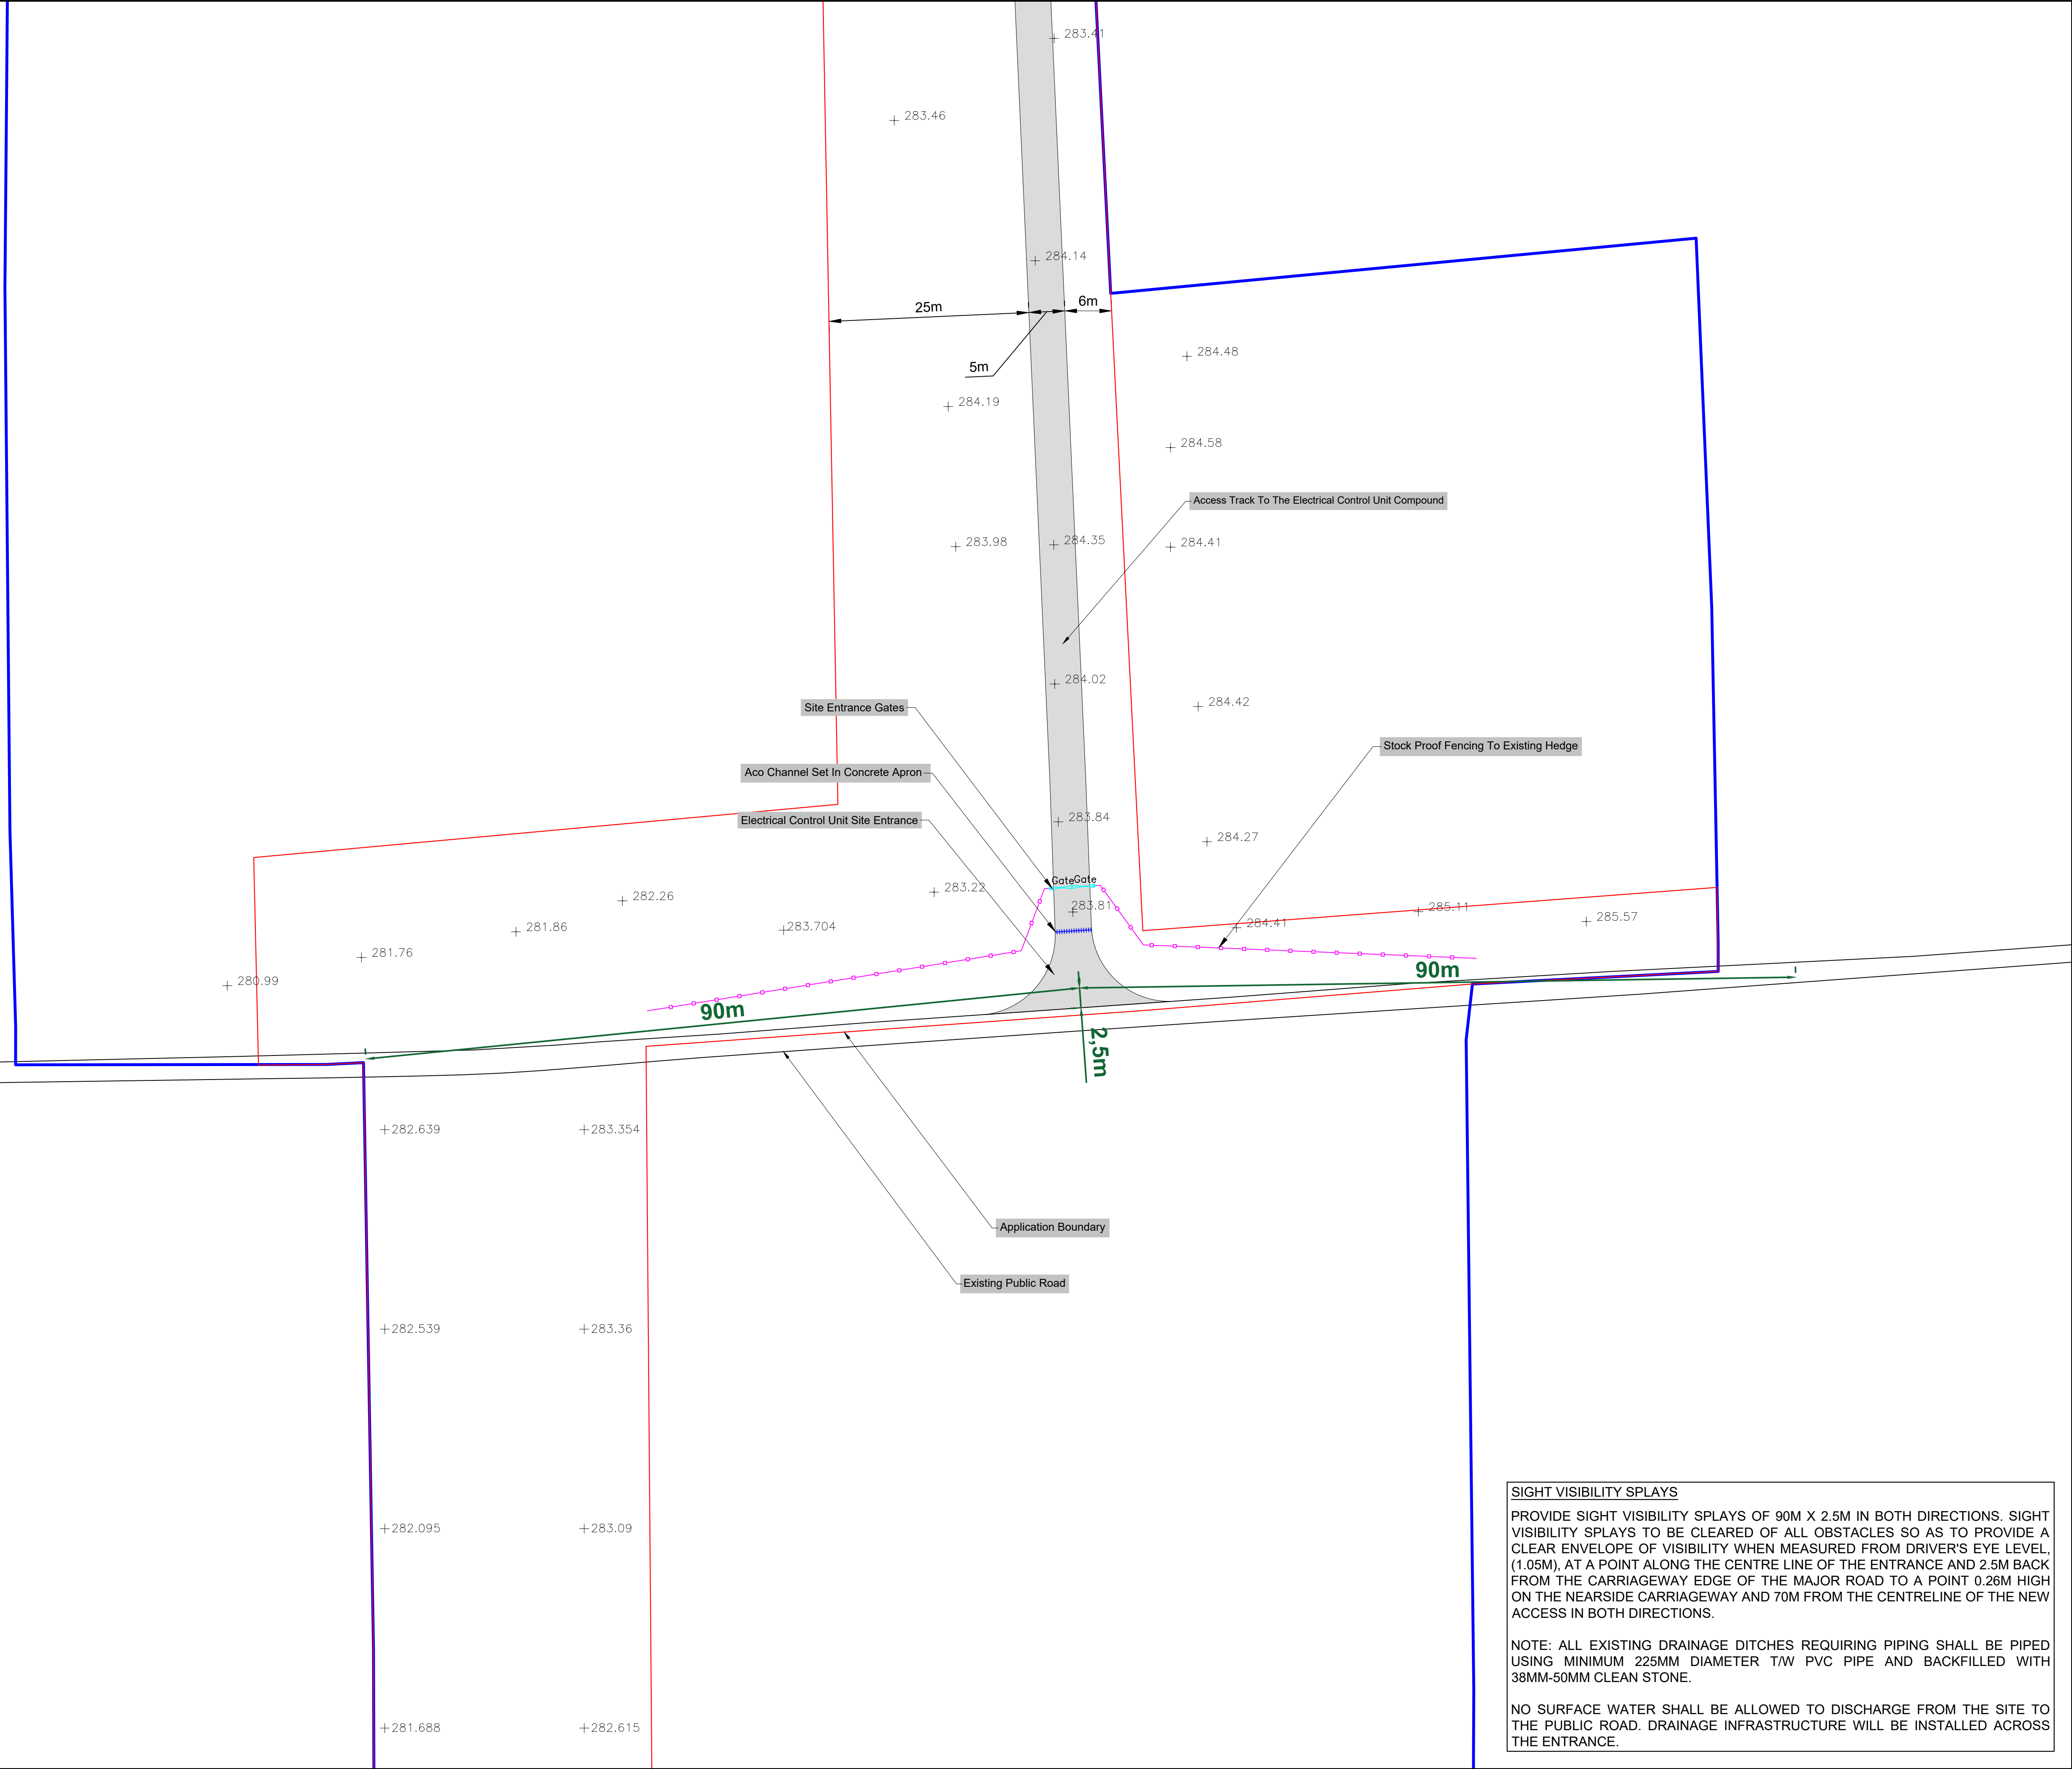 283.41
283.46
284.14
25m
6m
5m
284.48
284.19
284.58
Access Track To The Electrical Control Unit Compound
283.98
284.35
284.41
284.02
284.42
Site Entrance Gates
Stock Proof Fencing To Existing Hedge
Aco Channel Set In Concrete Apron
Electrical Control Unit Site Entrance
283.84
284.27
Gate
Gate
283.22
282.26
283.81
285.11
285.57
284.41
283.704
281.86
281.76
280.99
90m
90m
2,5m
282.639
283.354
Application Boundary
Existing Public Road
282.539
283.36
282.095
283.09
281.688
282.615
SIGHT VISIBILITY SPLAYS
PROVIDE SIGHT VISIBILITY SPLAYS OF 90M X 2.5M IN BOTH DIRECTIONS. SIGHT
VISIBILITY SPLAYS TO BE CLEARED OF ALL OBSTACLES SO AS TO PROVIDE A
CLEAR ENVELOPE OF VISIBILITY WHEN MEASURED FROM DRIVER'S EYE LEVEL,
(1.05M), AT A POINT ALONG THE CENTRE LINE OF THE ENTRANCE AND 2.5M BACK
FROM THE CARRIAGEWAY EDGE OF THE MAJOR ROAD TO A POINT 0.26M HIGH
ON THE NEARSIDE CARRIAGEWAY AND 70M FROM THE CENTRELINE OF THE NEW
ACCESS IN BOTH DIRECTIONS.
NOTE: ALL EXISTING DRAINAGE DITCHES REQUIRING PIPING SHALL BE PIPED
USING MINIMUM 225MM DIAMETER T/W PVC PIPE AND BACKFILLED WITH
38MM-50MM CLEAN STONE.
NO SURFACE WATER SHALL BE ALLOWED TO DISCHARGE FROM THE SITE TO
THE PUBLIC ROAD. DRAINAGE INFRASTRUCTURE WILL BE INSTALLED ACROSS
THE ENTRANCE.